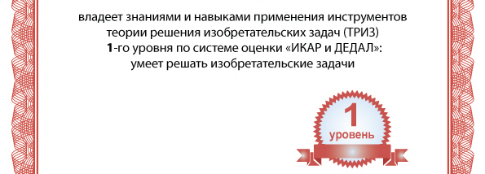 владеет знаниями и навыками применения инструментов
теории решения изобретательских задач (ТРИЗ)
1-го уровня по системе оценки «ИКАР и ДЕДАЛ»:
умеет решать изобретательские задачи
1
уровень